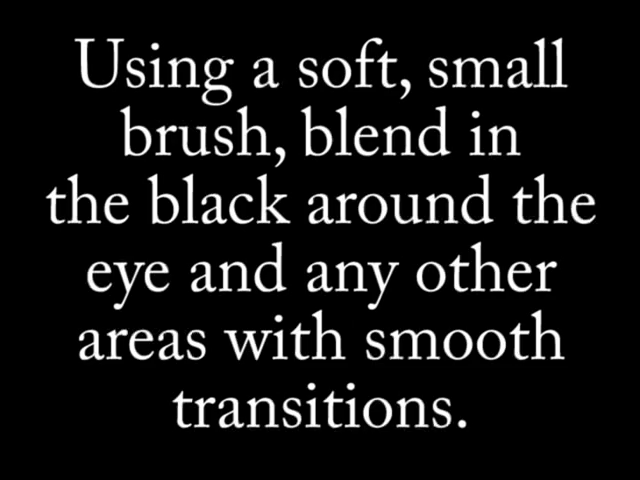 Using a soft, small
brush, blend in
the black around the
eye and any other
areas with smooth
transitions.